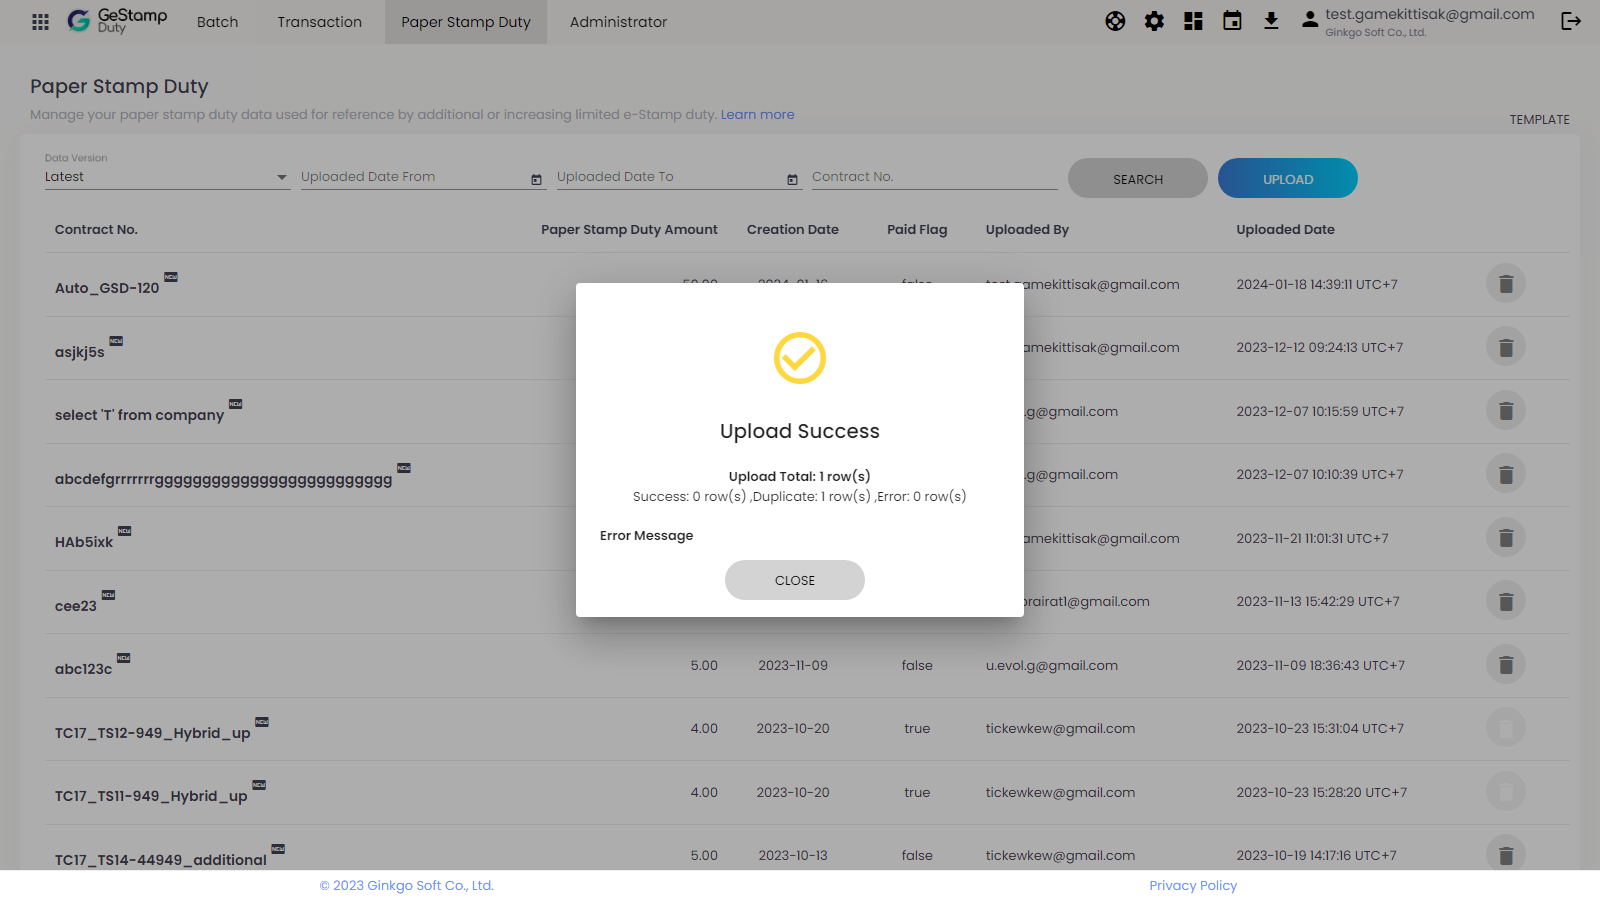 GeStamp
Duty
Batch
Transaction
Paper Stamp Duty
Administrator
test.gamekittisak@gmail.com
Ginkgo Soft Co., Ltd.
Paper Stamp Duty
Manage your paper stamp duty data used for reference by additional or increasing limited e-Stamp duty. Learn more
TEMPLATE
Data Version
Latest
Uploaded Date From
Uploaded Date To
Contract No.
SEARCH
UPLOAD
Contract No. Paper Stamp Duty Amount Creation Date Paid Flag Uploaded By Uploaded Date
Auto_GSD-120 NEW 50.00 2024-01-16 false test.gamekittisak@gmail.com 2024-01-18 14:39:11 UTC+7
asjkj5s NEW amekittisak@gmail.com 2023-12-12 09:24:13 UTC+7
select 'T' from company NEW .g@gmail.com 2023-12-07 10:15:59 UTC+7
abcdefgrrrrrrrggggggggggggggggggggggggg NEW .g@gmail.com 2023-12-07 10:10:39 UTC+7
HAb5ixk NEW amekittisak@gmail.com 2023-11-21 11:01:31 UTC+7
cee23 NEW orairat1@gmail.com 2023-11-13 15:42:29 UTC+7
abc123c NEW 5.00 2023-11-09 false u.evol.g@gmail.com 2023-11-09 18:36:43 UTC+7
TC17_TS12-949_Hybrid_up NEW 4.00 2023-10-20 true tickewkew@gmail.com 2023-10-23 15:31:04 UTC+7
TC17_TS11-949_Hybrid_up NEW 4.00 2023-10-20 true tickewkew@gmail.com 2023-10-23 15:28:20 UTC+7
TC17_TS14-44949_additional NEW 5.00 2023-10-13 false tickewkew@gmail.com 2023-10-19 14:17:16 UTC+7
Upload Success
Upload Total: 1 row(s)
Success: 0 row(s) ,Duplicate: 1 row(s) ,Error: 0 row(s)
Error Message
CLOSE
© 2023 Ginkgo Soft Co., Ltd.
Privacy Policy